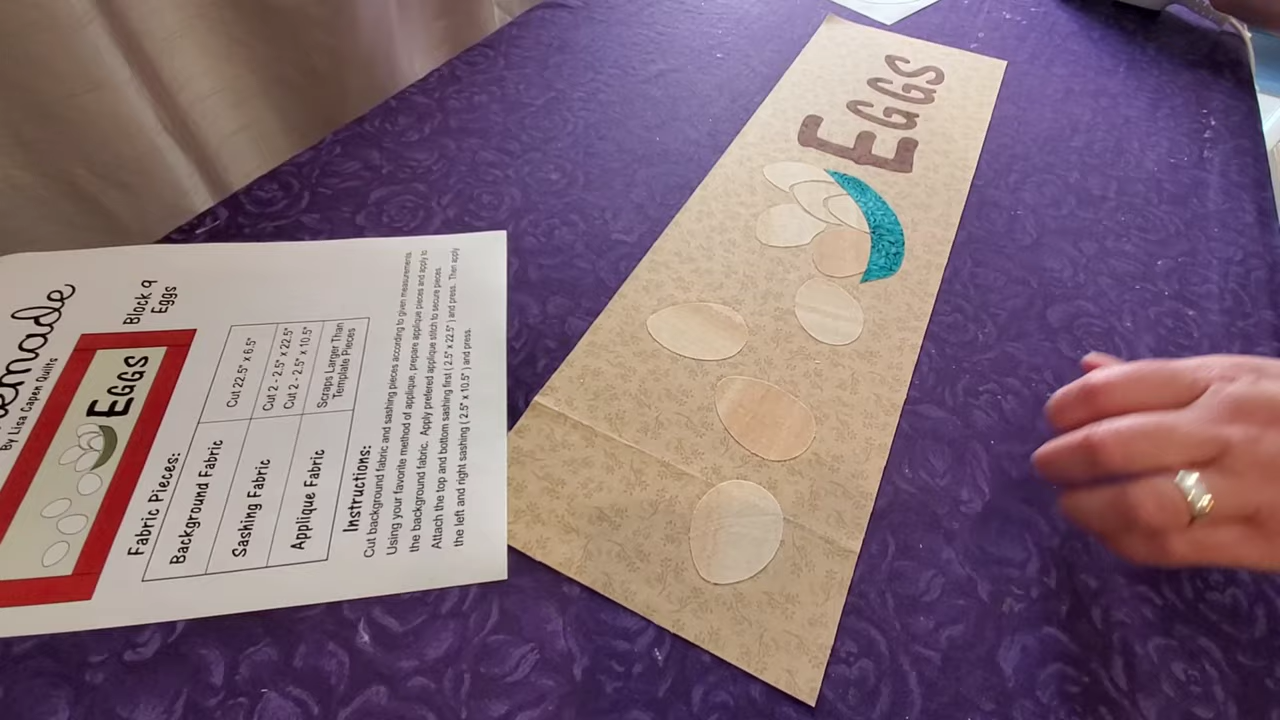 By Lisa Capen Quilts
Block 9
Eggs
EGGS
Fabric Pieces:
Background Fabric
Cut 22.5" x 6.5"
Sashing Fabric
Cut 2 - 2.5" x 22.5"
Cut 2 - 2.5" x 10.5"
Applique Fabric
Scraps Larger Than
Template Pieces
Instructions:
Cut background fabric and sashing pieces according to given measurements.
Using your favorite method of applique, prepare applique pieces and apply to
the background fabric. Apply prefered applique stitch to secure pieces.
Attach the top and bottom sashing first ( 2.5" x 22.5" ) and press. Then apply
the left and right sashing ( 2.5" x 10.5" ) and press.
EGGS